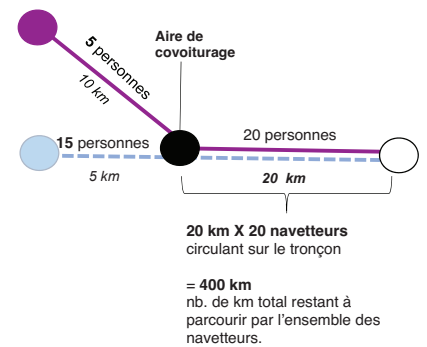 Aire de
covoiturage
5 personnes
10 km
15 personnes
5 km
20 personnes
20 km
20 km X 20 navetteurs
circulant sur le tronçon
= 400 km
nb. de km total restant à
parcourir par l'ensemble des
navetteurs.